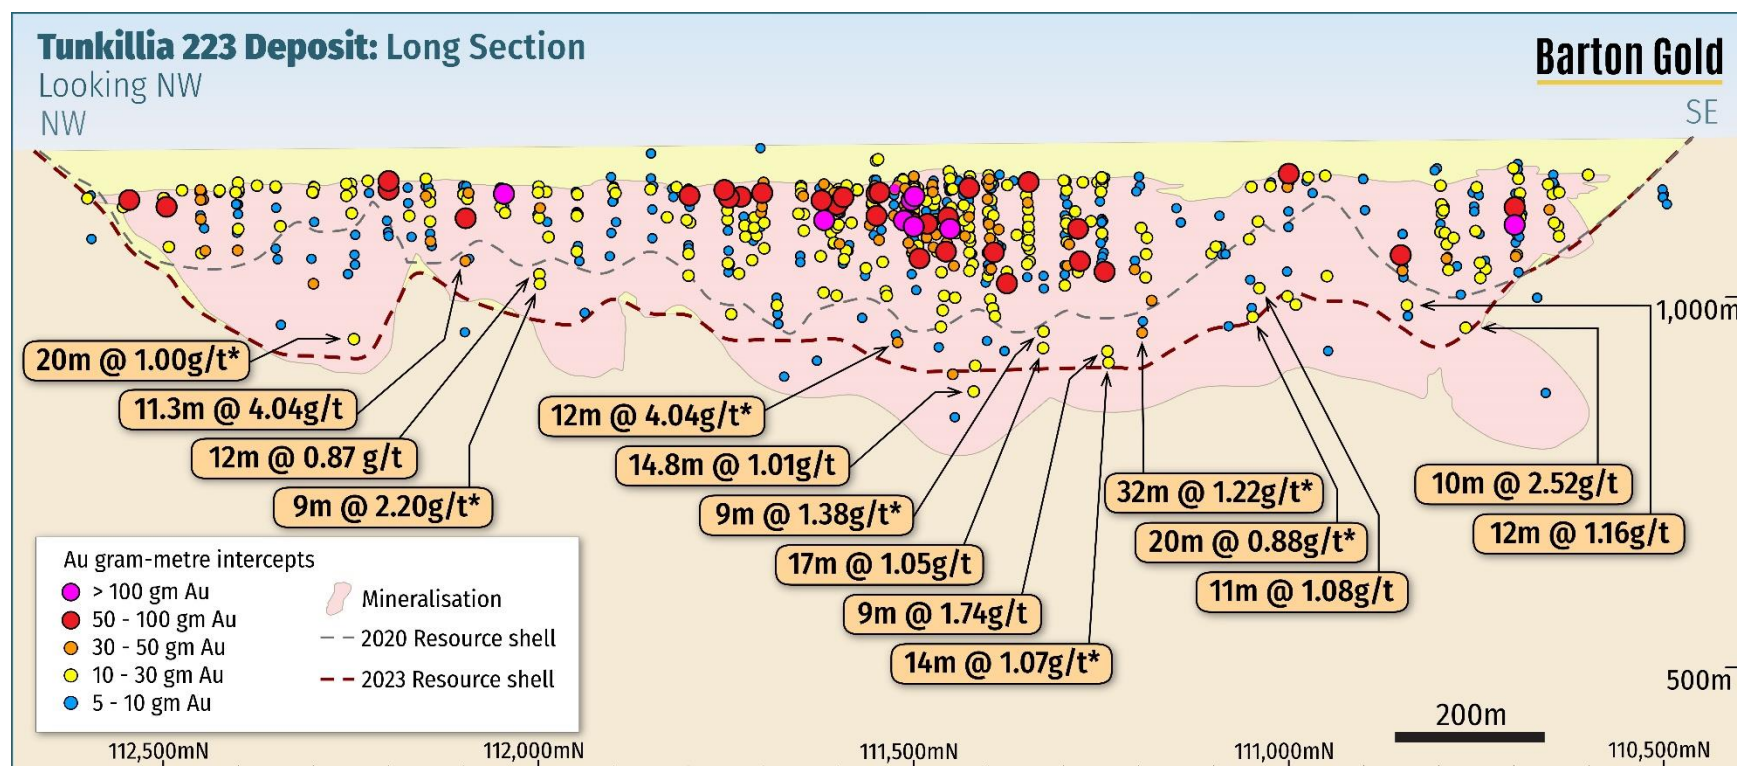 Tunkillia 223 Deposit: Long Section
Looking NW
NW
Barton Gold
SE
1,000m
20m @ 1.00g/t*
11.3m @ 4.04g/t
12m @ 0.87 g/t
9m @ 2.20g/t*
12m @ 4.04g/t*
14.8m @ 1.01g/t
9m @ 1.38g/t*
17m @ 1.05g/t
9m @ 1.74g/t
14m @ 1.07g/t*
32m @ 1.22g/t*
20m @ 0.88g/t*
11m @ 1.08g/t
10m @ 2.52g/t
12m @ 1.16g/t
Au gram-metre intercepts
> 100 gm Au
50 - 100 gm Au
30 - 50 gm Au
10 - 30 gm Au
5 - 10 gm Au
Mineralisation
2020 Resource shell
2023 Resource shell
500m
200m
112,500mN
112,000mN
111,500mN
111,000mN
110,500mN